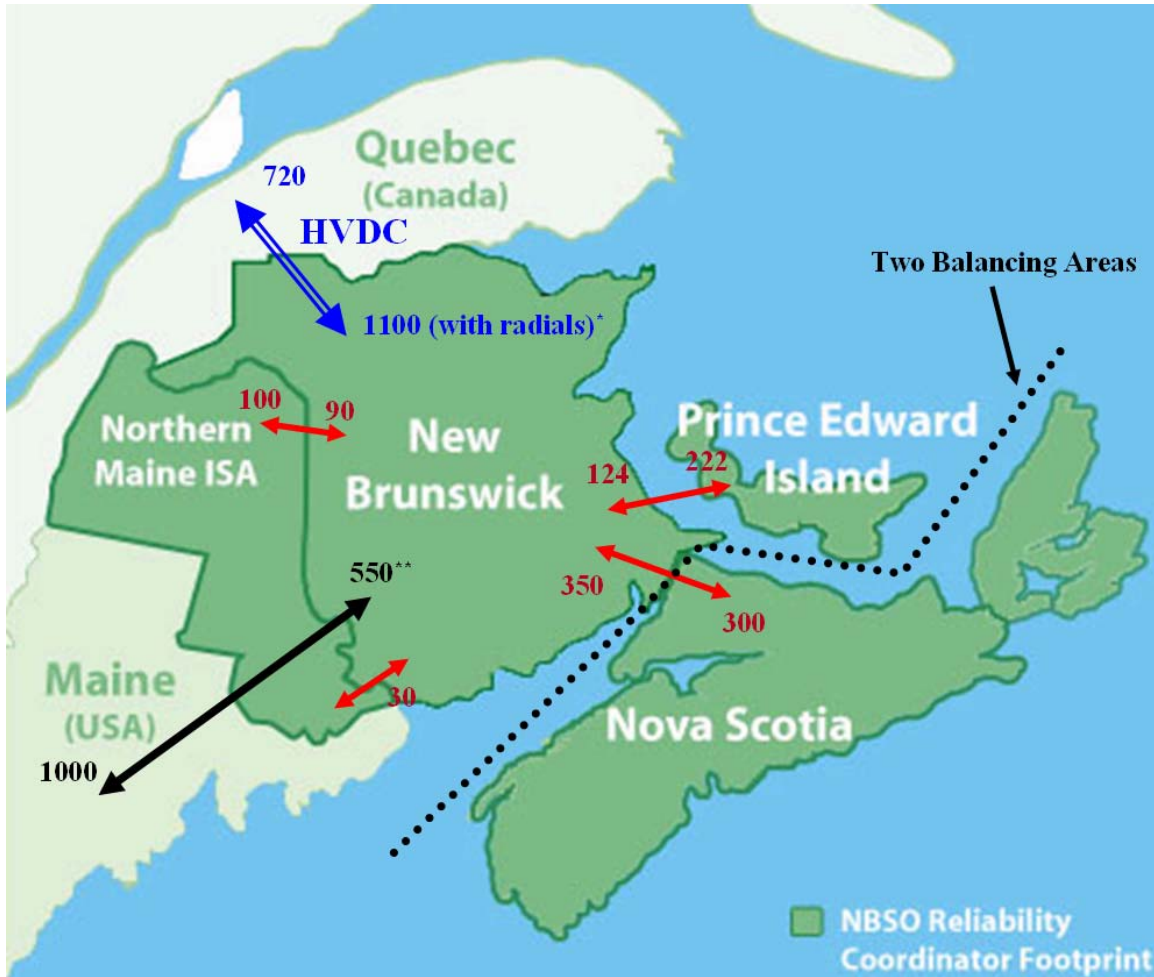 Quebec
(Canada)
720
HVDC
Two Balancing Areas
1100 (with radials)*
100
90
Northern
Maine ISA
New
Brunswick
Prince Edward
Island
124
222
550**
350
300
30
Maine
(USA)
1000
Nova Scotia
NBSO Reliability
Coordinator Footprint